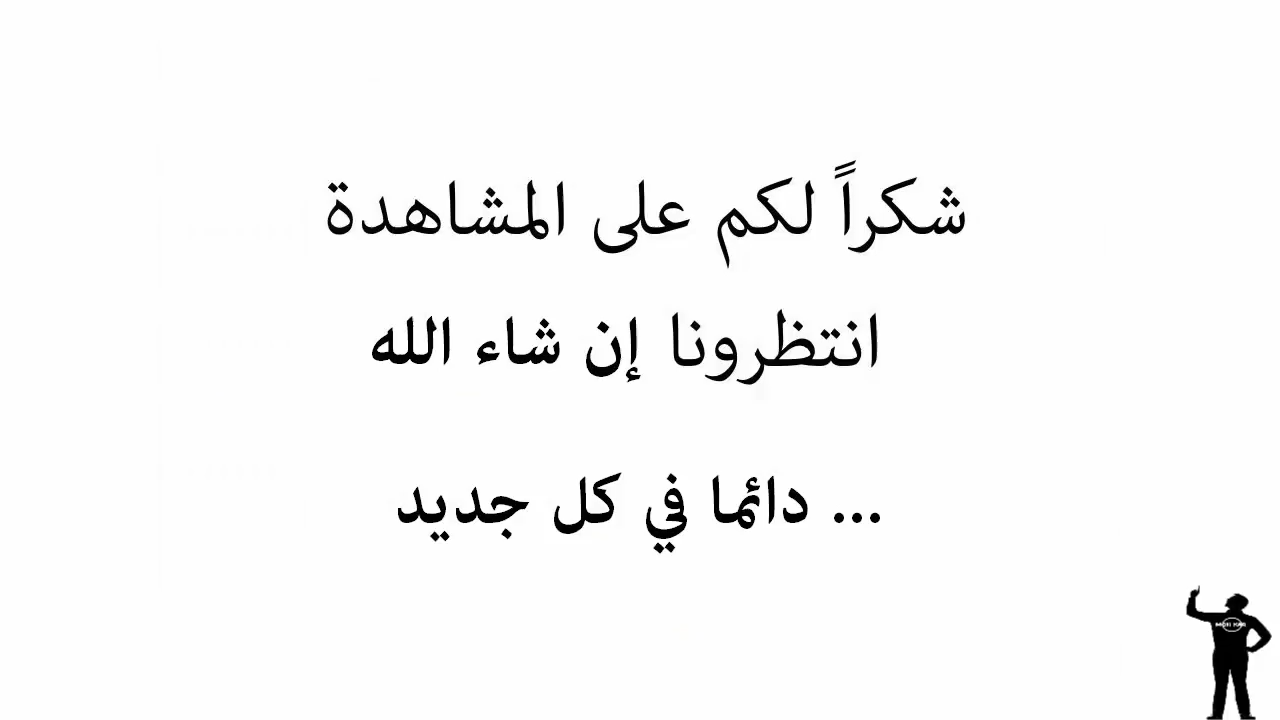 شكراً لكم على المشاهدة
انتظرونا إن شاء الله
... دائما في كل جديد